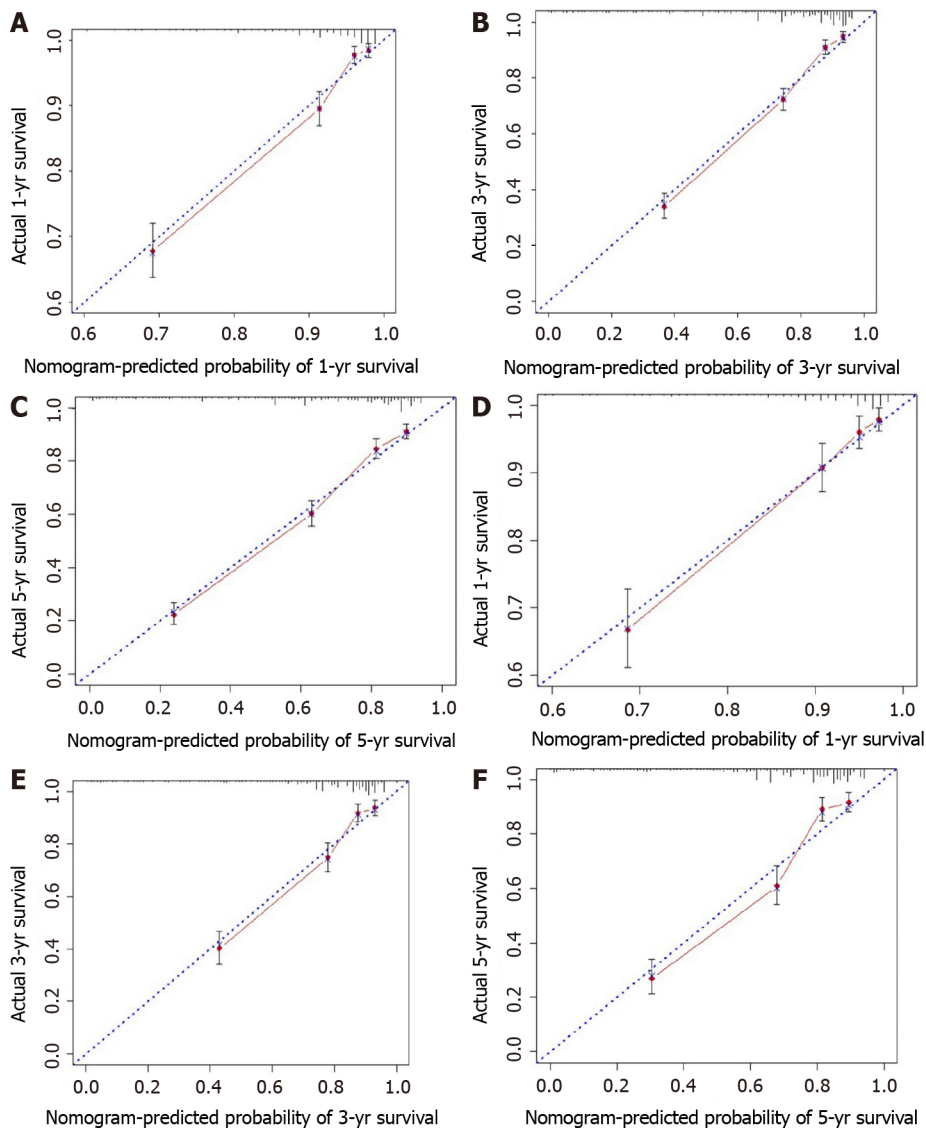 A
Actual 1-yr survival
1.0
0.9
0.8
0.7
0.6
0.6 0.7 0.8 0.9 1.0
Nomogram-predicted probability of 1-yr survival
B
Actual 3-yr survival
1.0
0.8
0.6
0.4
0.2
0.0
0.0 0.2 0.4 0.6 0.8 1.0
Nomogram-predicted probability of 3-yr survival
C
Actual 5-yr survival
1.0
0.8
0.6
0.4
0.2
0.0
0.0 0.2 0.4 0.6 0.8 1.0
Nomogram-predicted probability of 5-yr survival
D
Actual 1-yr survival
1.0
0.9
0.8
0.7
0.6
0.6 0.7 0.8 0.9 1.0
Nomogram-predicted probability of 1-yr survival
E
Actual 3-yr survival
1.0
0.8
0.6
0.4
0.2
0.0
0.0 0.2 0.4 0.6 0.8 1.0
Nomogram-predicted probability of 3-yr survival
F
Actual 5-yr survival
1.0
0.8
0.6
0.4
0.2
0.0
0.0 0.2 0.4 0.6 0.8 1.0
Nomogram-predicted probability of 5-yr survival